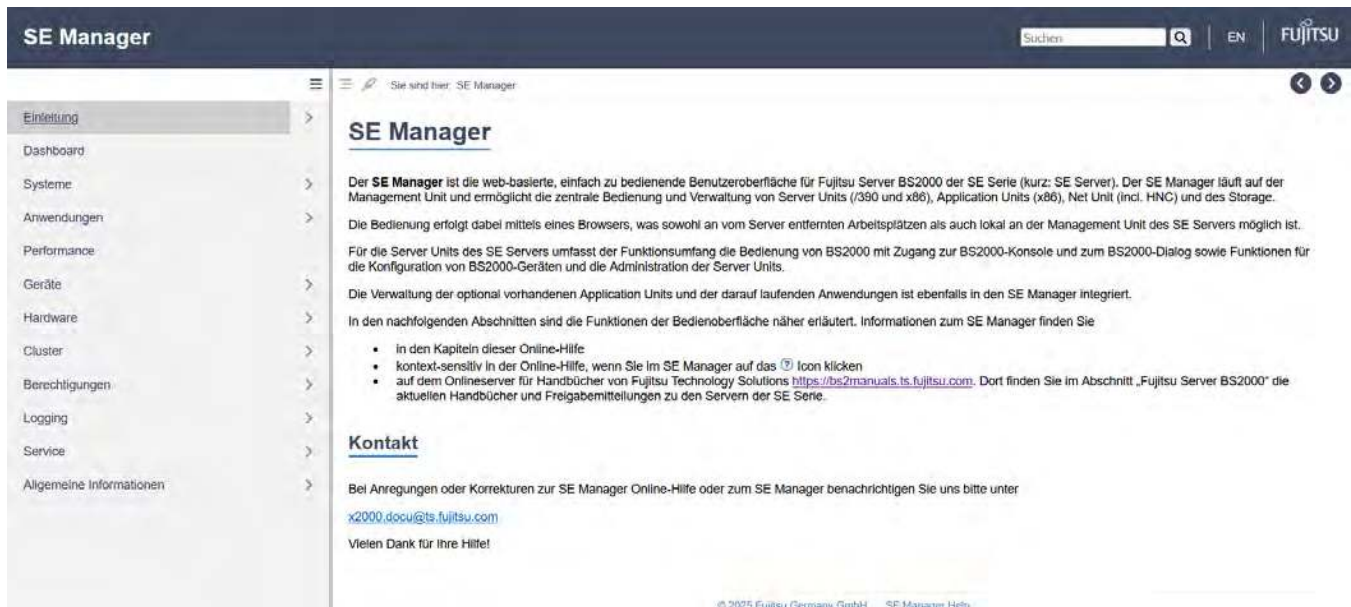 SE Manager
Suchen
EN
FUJITSU
Sie sind hier: SE Manager
Einleitung
Dashboard
Systeme
Anwendungen
Performance
Geräte
Hardware
Cluster
Berechtigungen
Logging
Service
Allgemeine Informationen
SE Manager
Der SE Manager ist die web-basierte, einfach zu bedienende Benutzeroberfläche für Fujitsu Server BS2000 der SE Serie (kurz: SE Server). Der SE Manager läuft auf der
Management Unit und ermöglicht die zentrale Bedienung und Verwaltung von Server Units (/390 und x86), Application Units (x86), Net Unit (incl. HNC) und des Storage.
Die Bedienung erfolgt dabei mittels eines Browsers, was sowohl an vom Server entfernten Arbeitsplätzen als auch lokal an der Management Unit des SE Servers möglich ist.
Für die Server Units des SE Servers umfasst der Funktionsumfang die Bedienung von BS2000 mit Zugang zur BS2000-Konsole und zum BS2000-Dialog sowie Funktionen für
die Konfiguration von BS2000-Geräten und die Administration der Server Units.
Die Verwaltung der optional vorhandenen Application Units und der darauf laufenden Anwendungen ist ebenfalls in den SE Manager integriert.
In den nachfolgenden Abschnitten sind die Funktionen der Bedienoberfläche näher erläutert. Informationen zum SE Manager finden Sie
• in den Kapiteln dieser Online-Hilfe
• kontext-sensitiv in der Online-Hilfe, wenn Sie im SE Manager auf das ? Icon klicken
• auf dem Onlineserver für Handbücher von Fujitsu Technology Solutions https://bs2manuals.ts.fujitsu.com. Dort finden Sie im Abschnitt „Fujitsu Server BS2000“ die
aktuellen Handbücher und Freigabemitteilungen zu den Servern der SE Serie.
Kontakt
Bei Anregungen oder Korrekturen zur SE Manager Online-Hilfe oder zum SE Manager benachrichtigen Sie uns bitte unter
x2000.docu@ts.fujitsu.com
Vielen Dank für Ihre Hilfe!
© 2025 Fujitsu Germany GmbH SE Manager Help